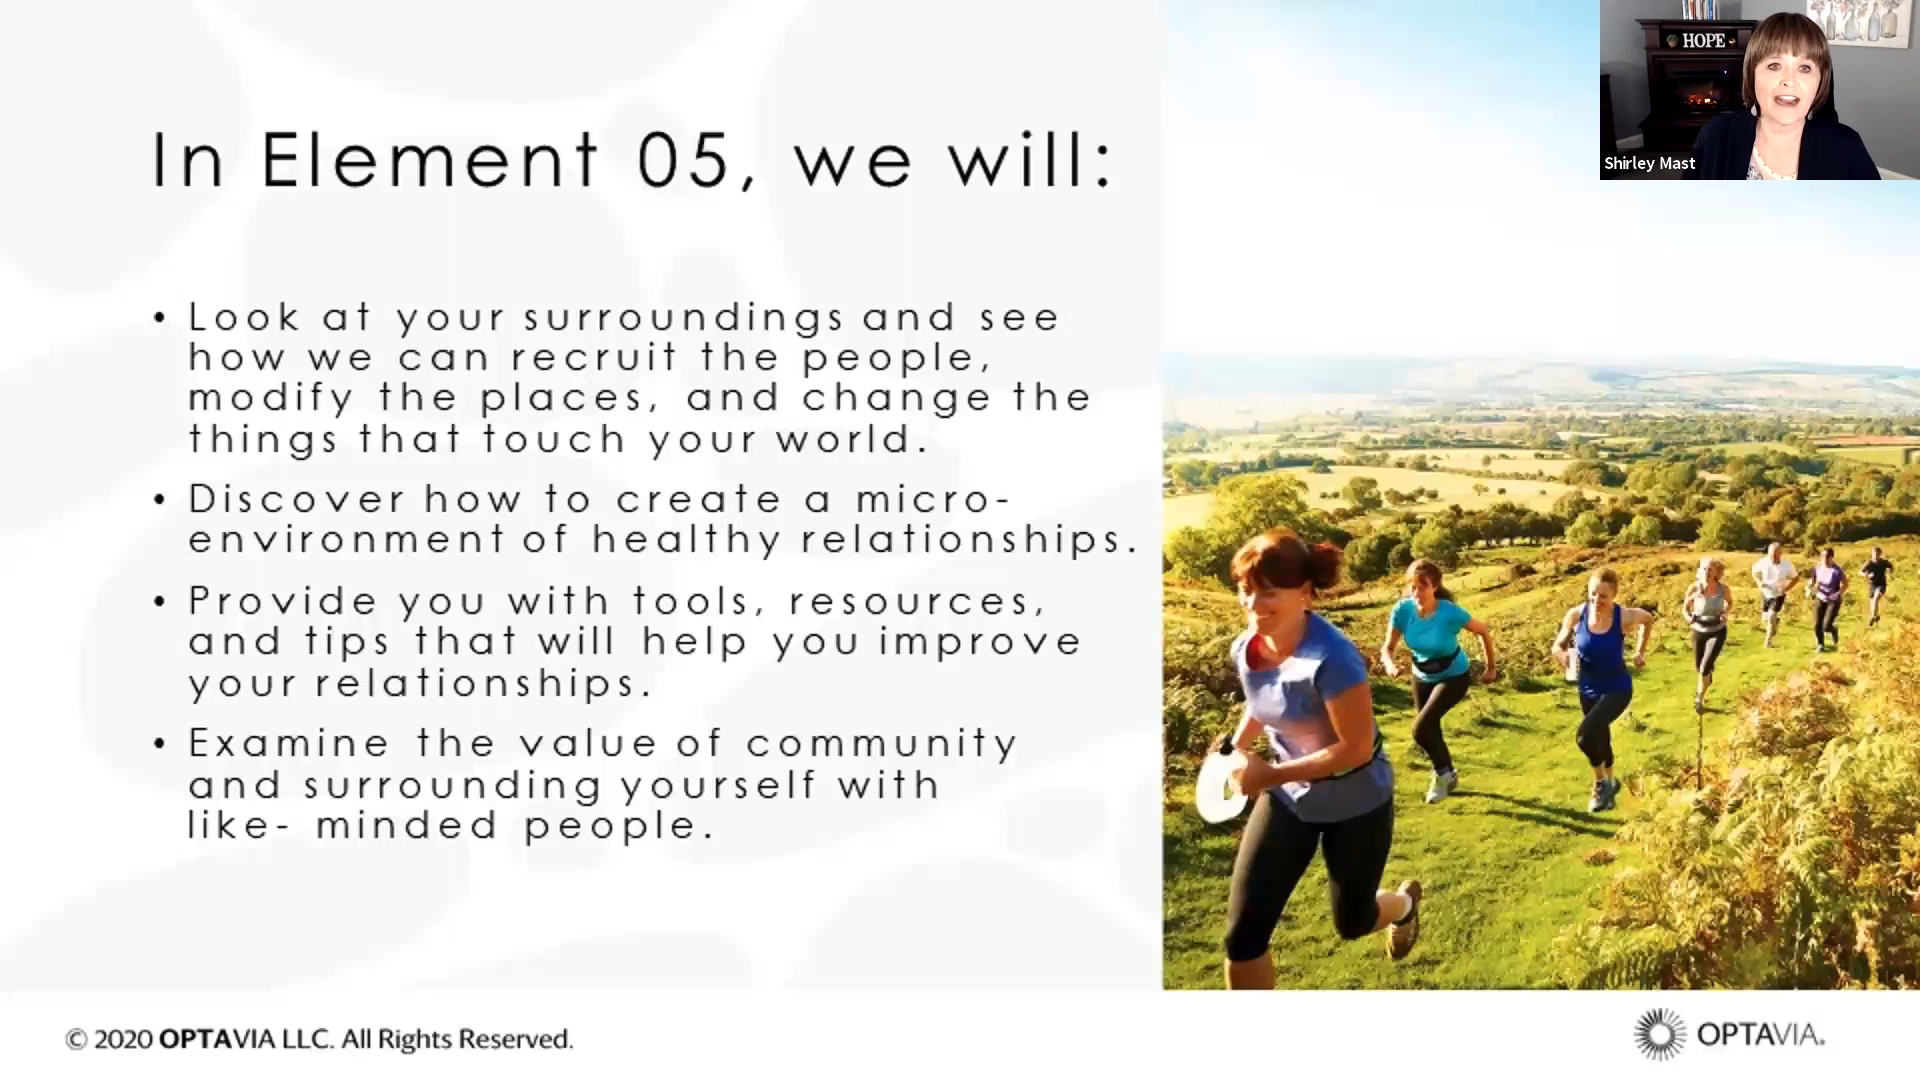 HOPE
Shirley Mast
In Element 05, we will:
• Look at your surroundings and see
how we can recruit the people,
modify the places, and change the
things that touch your world.
• Discover how to create a micro-
environment of healthy relationships.
• Provide you with tools, resources,
and tips that will help you improve
your relationships.
• Examine the value of community
and surrounding yourself with
like- minded people.
© 2020 OPTAVIA LLC. All Rights Reserved.
OPTAVIA®